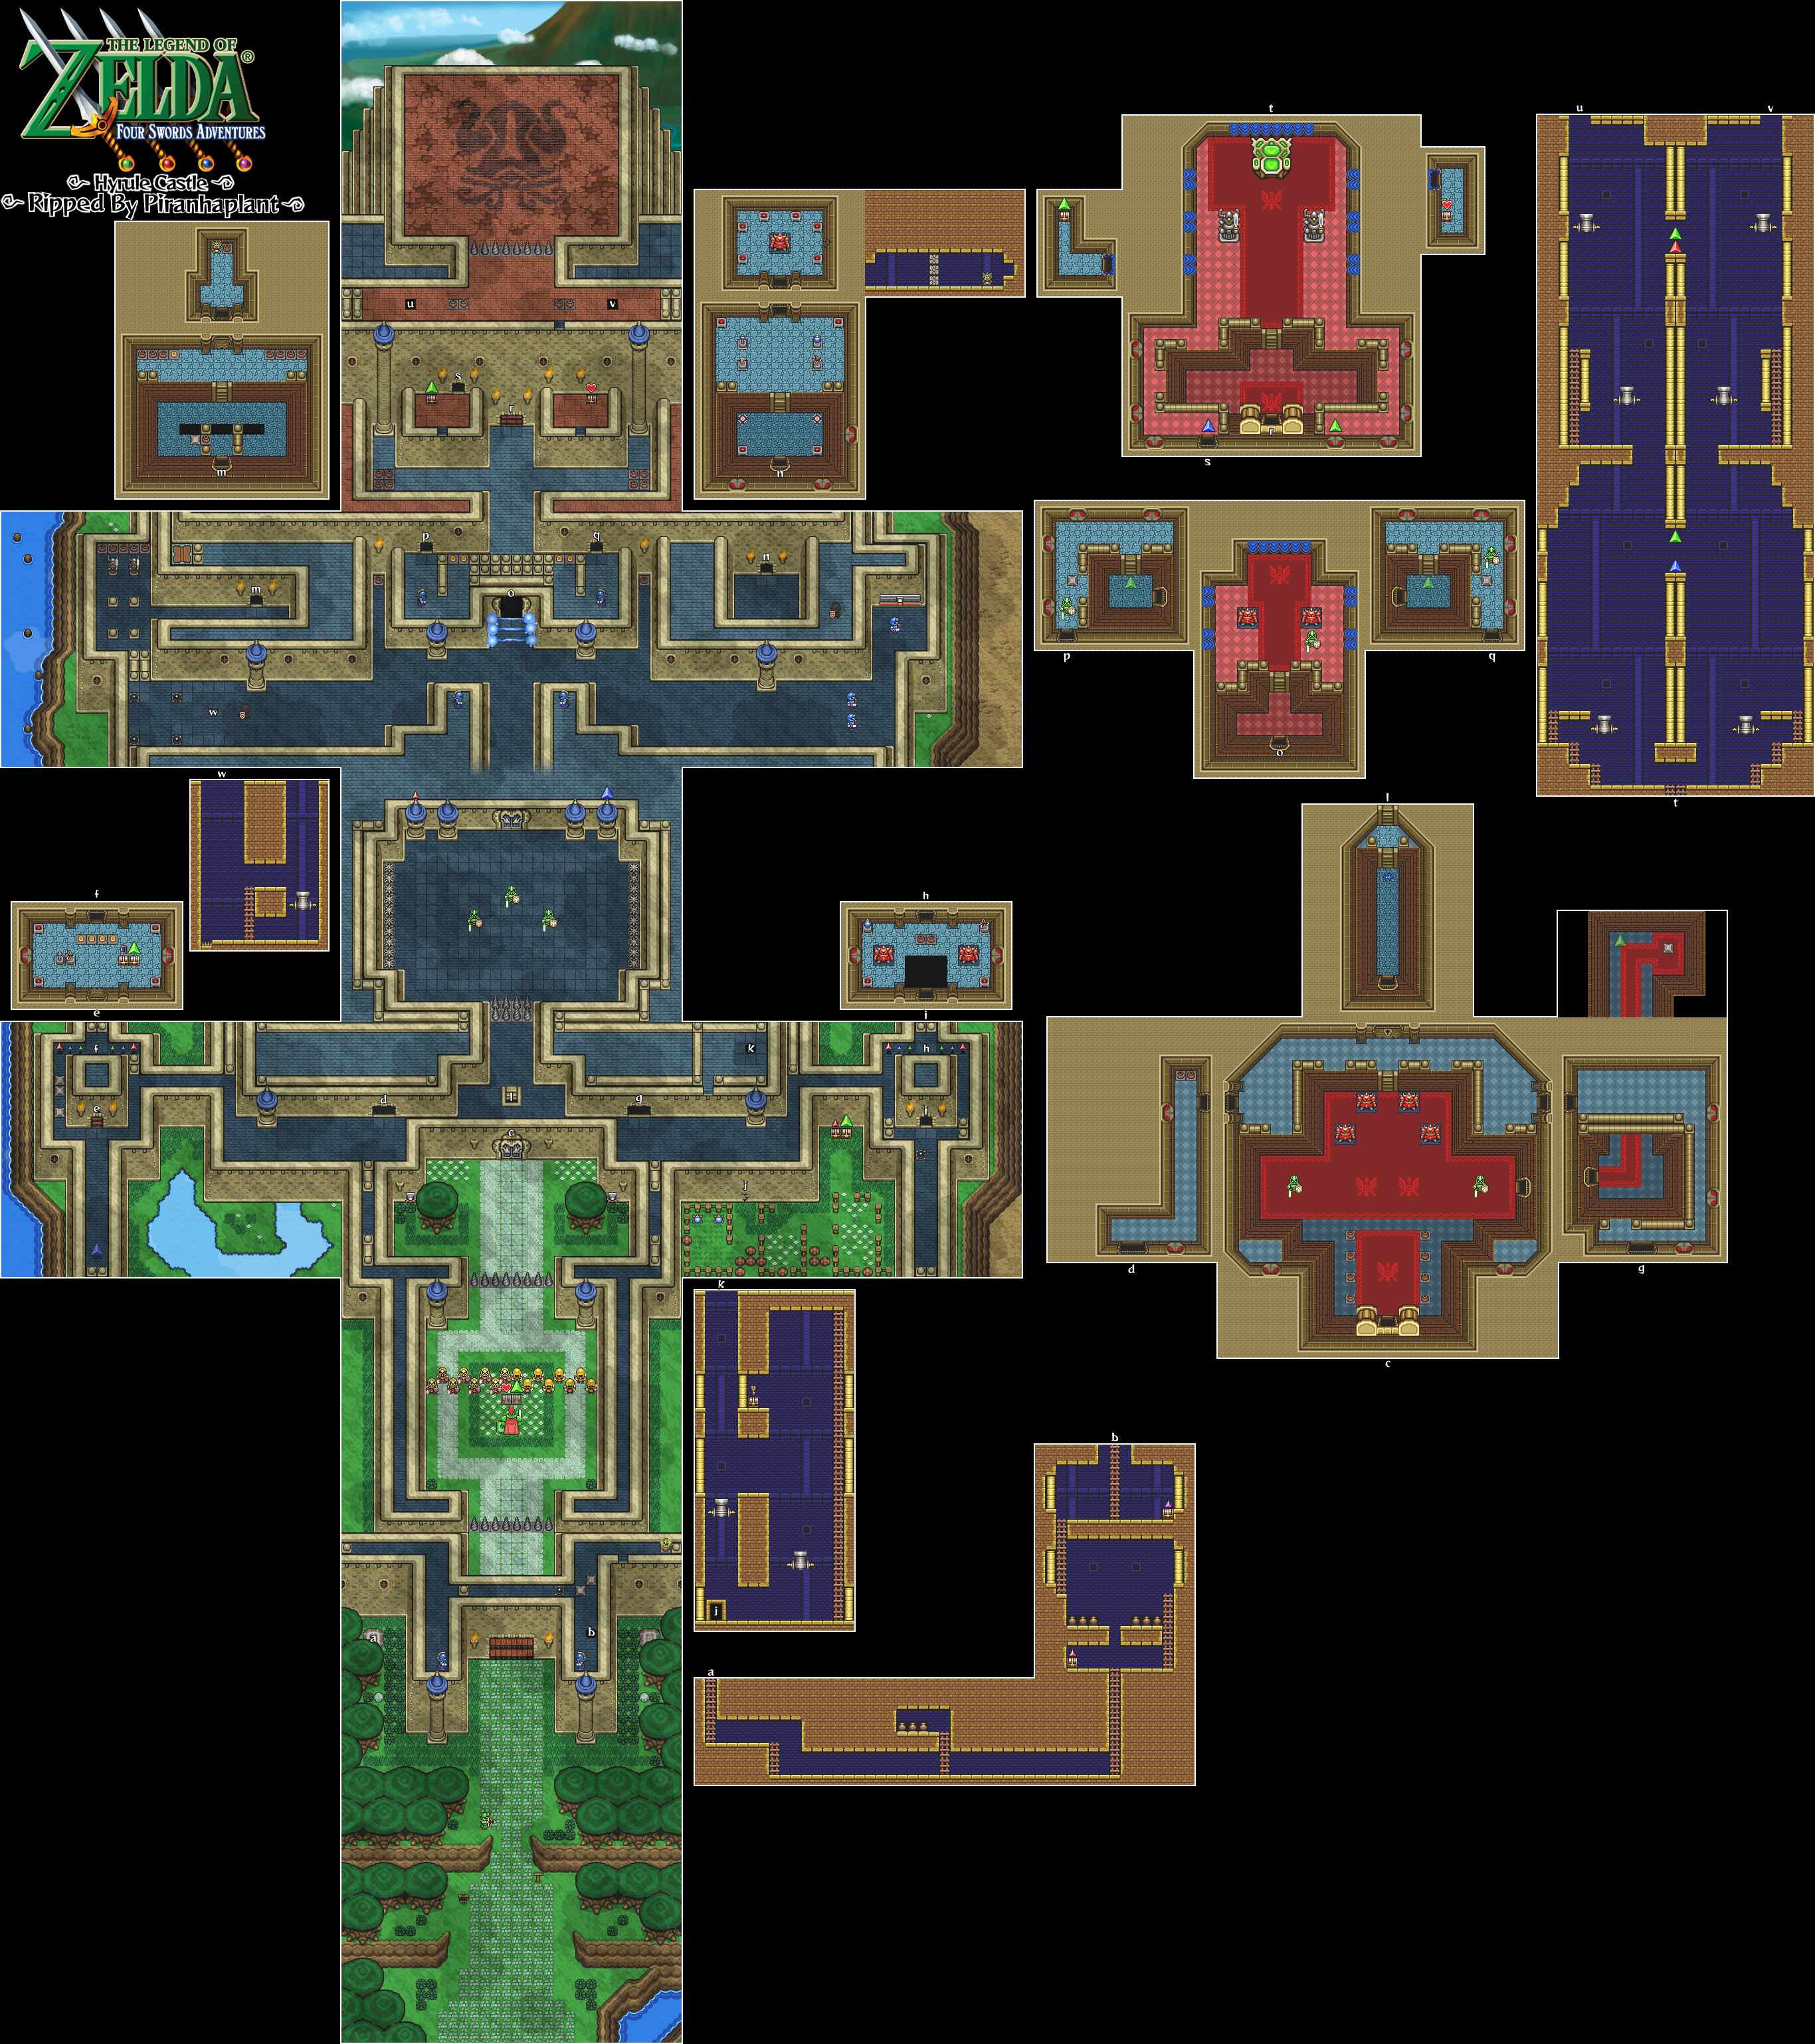 THE LEGEND OF
ZELDA®
FOUR SWORDS ADVENTURES
Hyrule Castle
Ripped By Piranhaplant
t
u
v
u
v
s
r
r
s
m
n
p
q
n
m
o
w
p
q
o
t
w
l
f
h
e
i
f
h
k
e
d
l
g
i
c
j
d
g
k
c
b
j
a
b
a